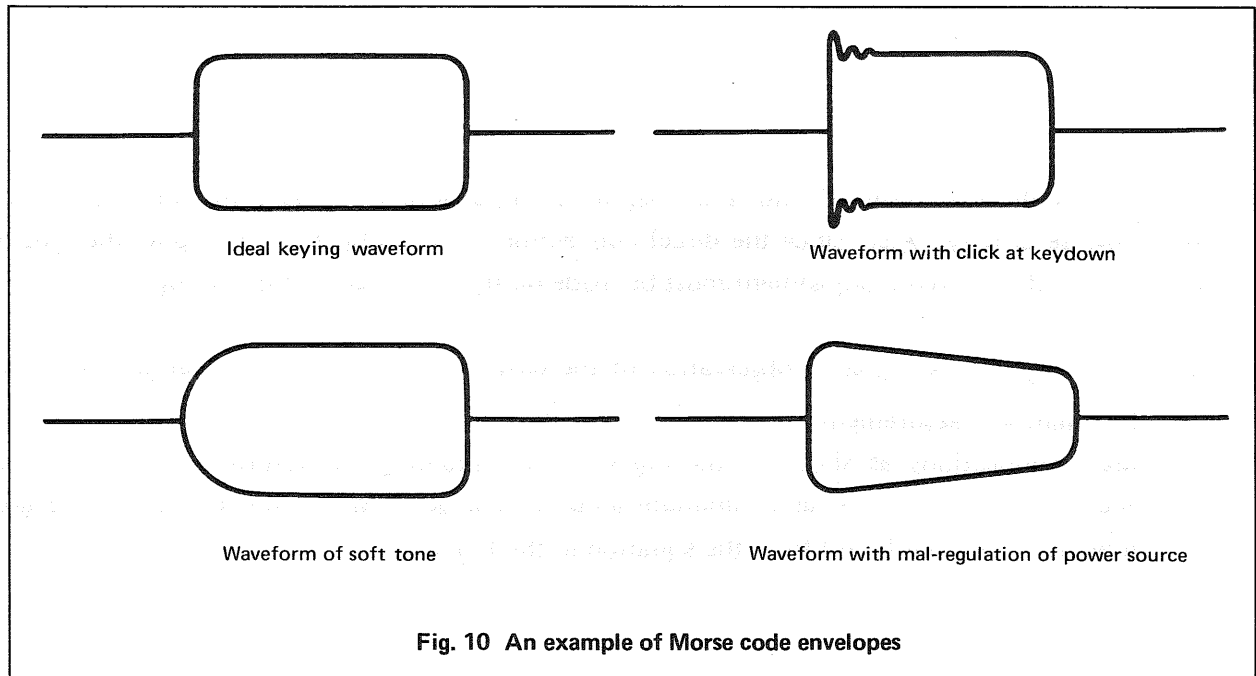 Ideal keying waveform
Waveform with click at keydown
Waveform of soft tone
Waveform with mal-regulation of power source
Fig. 10 An example of Morse code envelopes